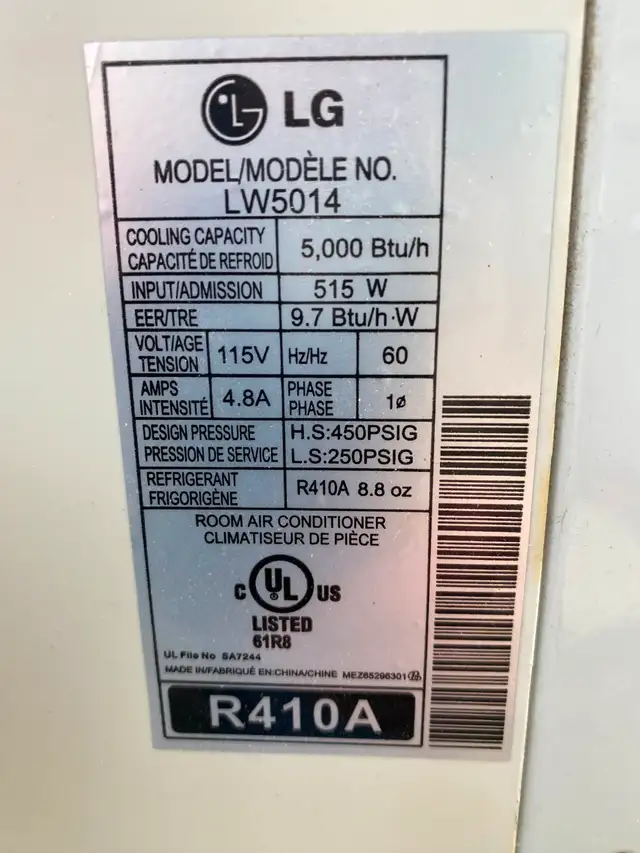 LG
MODEL/MODÈLE NO.
LW5014
COOLING CAPACITY
CAPACITÉ DE REFROID
5,000 Btu/h
INPUT/ADMISSION 515 W
EER/TRE 9.7 Btu/h·W
VOLT/AGE
TENSION
115V Hz/Hz 60
AMPS
INTENSITÉ
4.8A
PHASE
PHASE
1ø
DESIGN PRESSURE H.S:450PSIG
PRESSION DE SERVICE L.S:250PSIG
REFRIGERANT
FRIGORIGÈNE
R410A 8.8 oz
ROOM AIR CONDITIONER
CLIMATISEUR DE PIÈCE
C UL US
®
LISTED
61R8
UL File No SA7244
MADE IN/FABRIQUÉ EN:CHINA/CHINE MEZ65296301
R410A